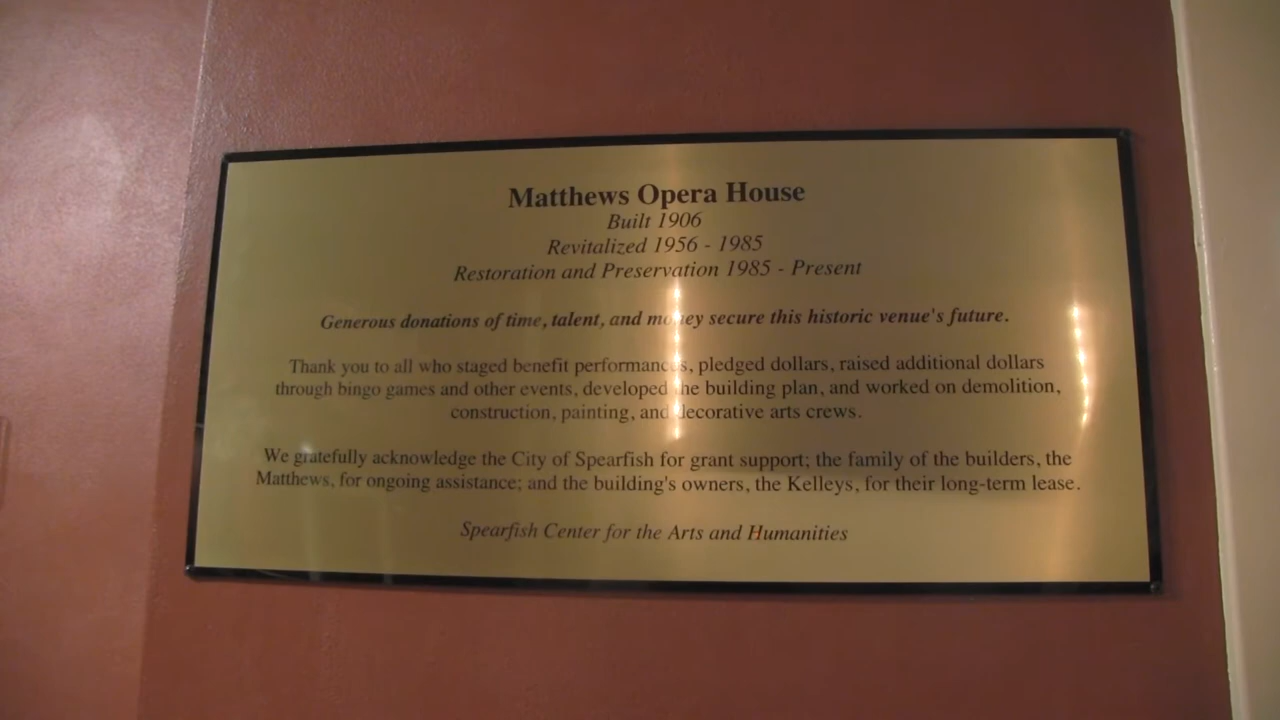 Matthews Opera House
Built 1906
Revitalized 1956 - 1985
Restoration and Preservation 1985 - Present
Generous donations of time, talent, and money secure this historic venue's future.
Thank you to all who staged benefit performances, pledged dollars, raised additional dollars
through bingo games and other events, developed the building plan, and worked on demolition,
construction, painting, and decorative arts crews.
We gratefully acknowledge the City of Spearfish for grant support; the family of the builders, the
Matthews, for ongoing assistance; and the building's owners, the Kelleys, for their long-term lease.
Spearfish Center for the Arts and Humanities